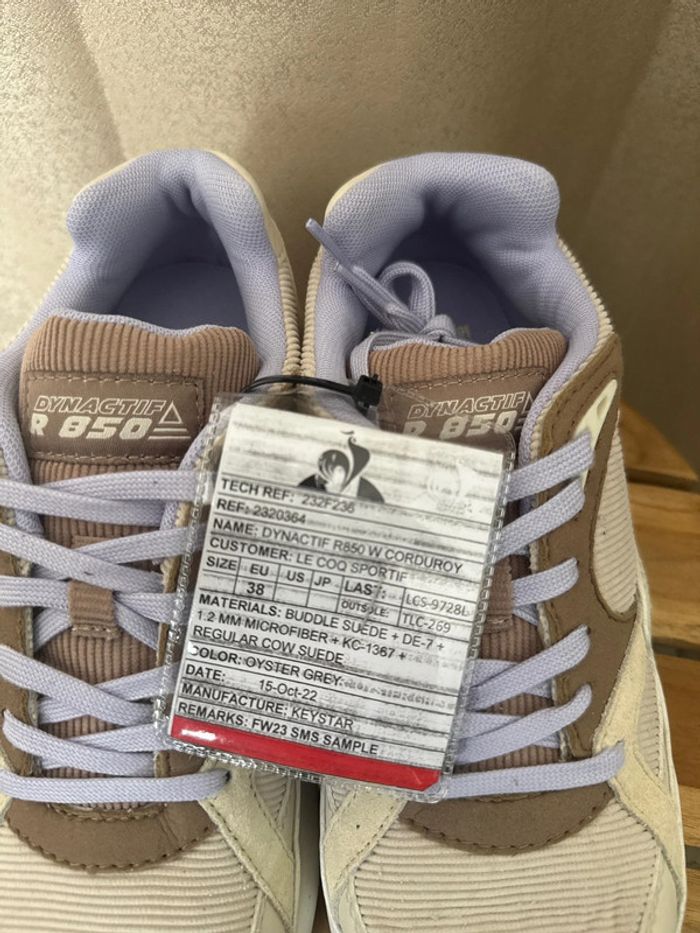 DYNACTIF
R 850
DYNACTIF
R 850
TECH REF: 232F236
REF: 2320364
NAME: DYNACTIF R850 W CORDUROY
CUSTOMER: LE COQ SPORTIF
SIZE EU US JP LAST: LCS-9728L
38 OUTSOLE: TLC-269
MATERIALS: BUDDLE SUEDE + DE-7 +
1.2 MM MICROFIBER + KC-1367 +
REGULAR COW SUEDE
COLOR: OYSTER GREY
DATE: 15-Oct-22
MANUFACTURE: KEYSTAR
REMARKS: FW23 SMS SAMPLE